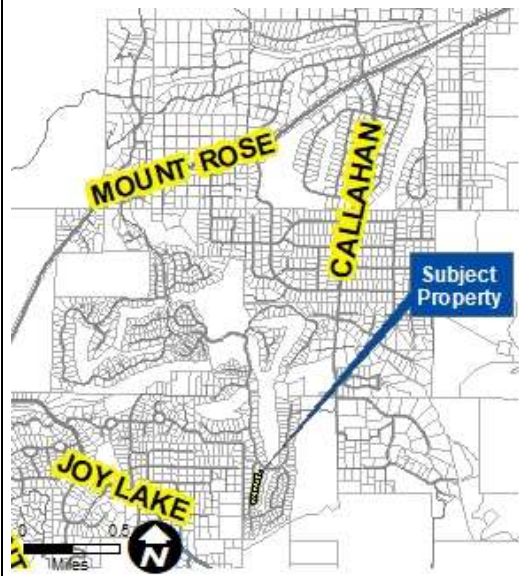 MOUNT ROSE
CALLAHAN
Subject
Property
JOY LAKE
0 0.5
Miles
N